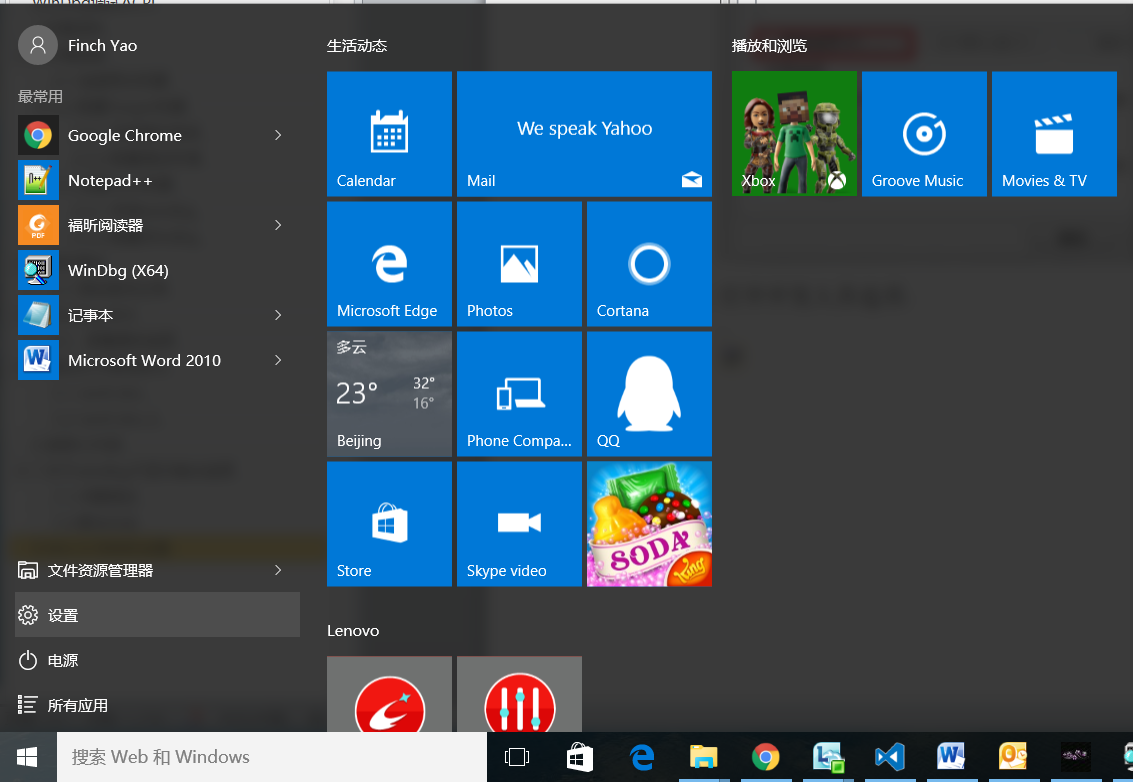 Finch Yao
最常用
Google Chrome
Notepad++
福昕阅读器
PDF
WinDbg (X64)
记事本
Microsoft Word 2010
文件资源管理器
设置
电源
所有应用
生活动态
Calendar
We speak Yahoo
Mail
Microsoft Edge
Photos
Cortana
多云
23°
32°
16°
Beijing
Phone Compa...
QQ
Store
Skype video
SODA
King
Lenovo
播放和浏览
Xbox
Groove Music
Movies & TV
搜索 Web 和 Windows